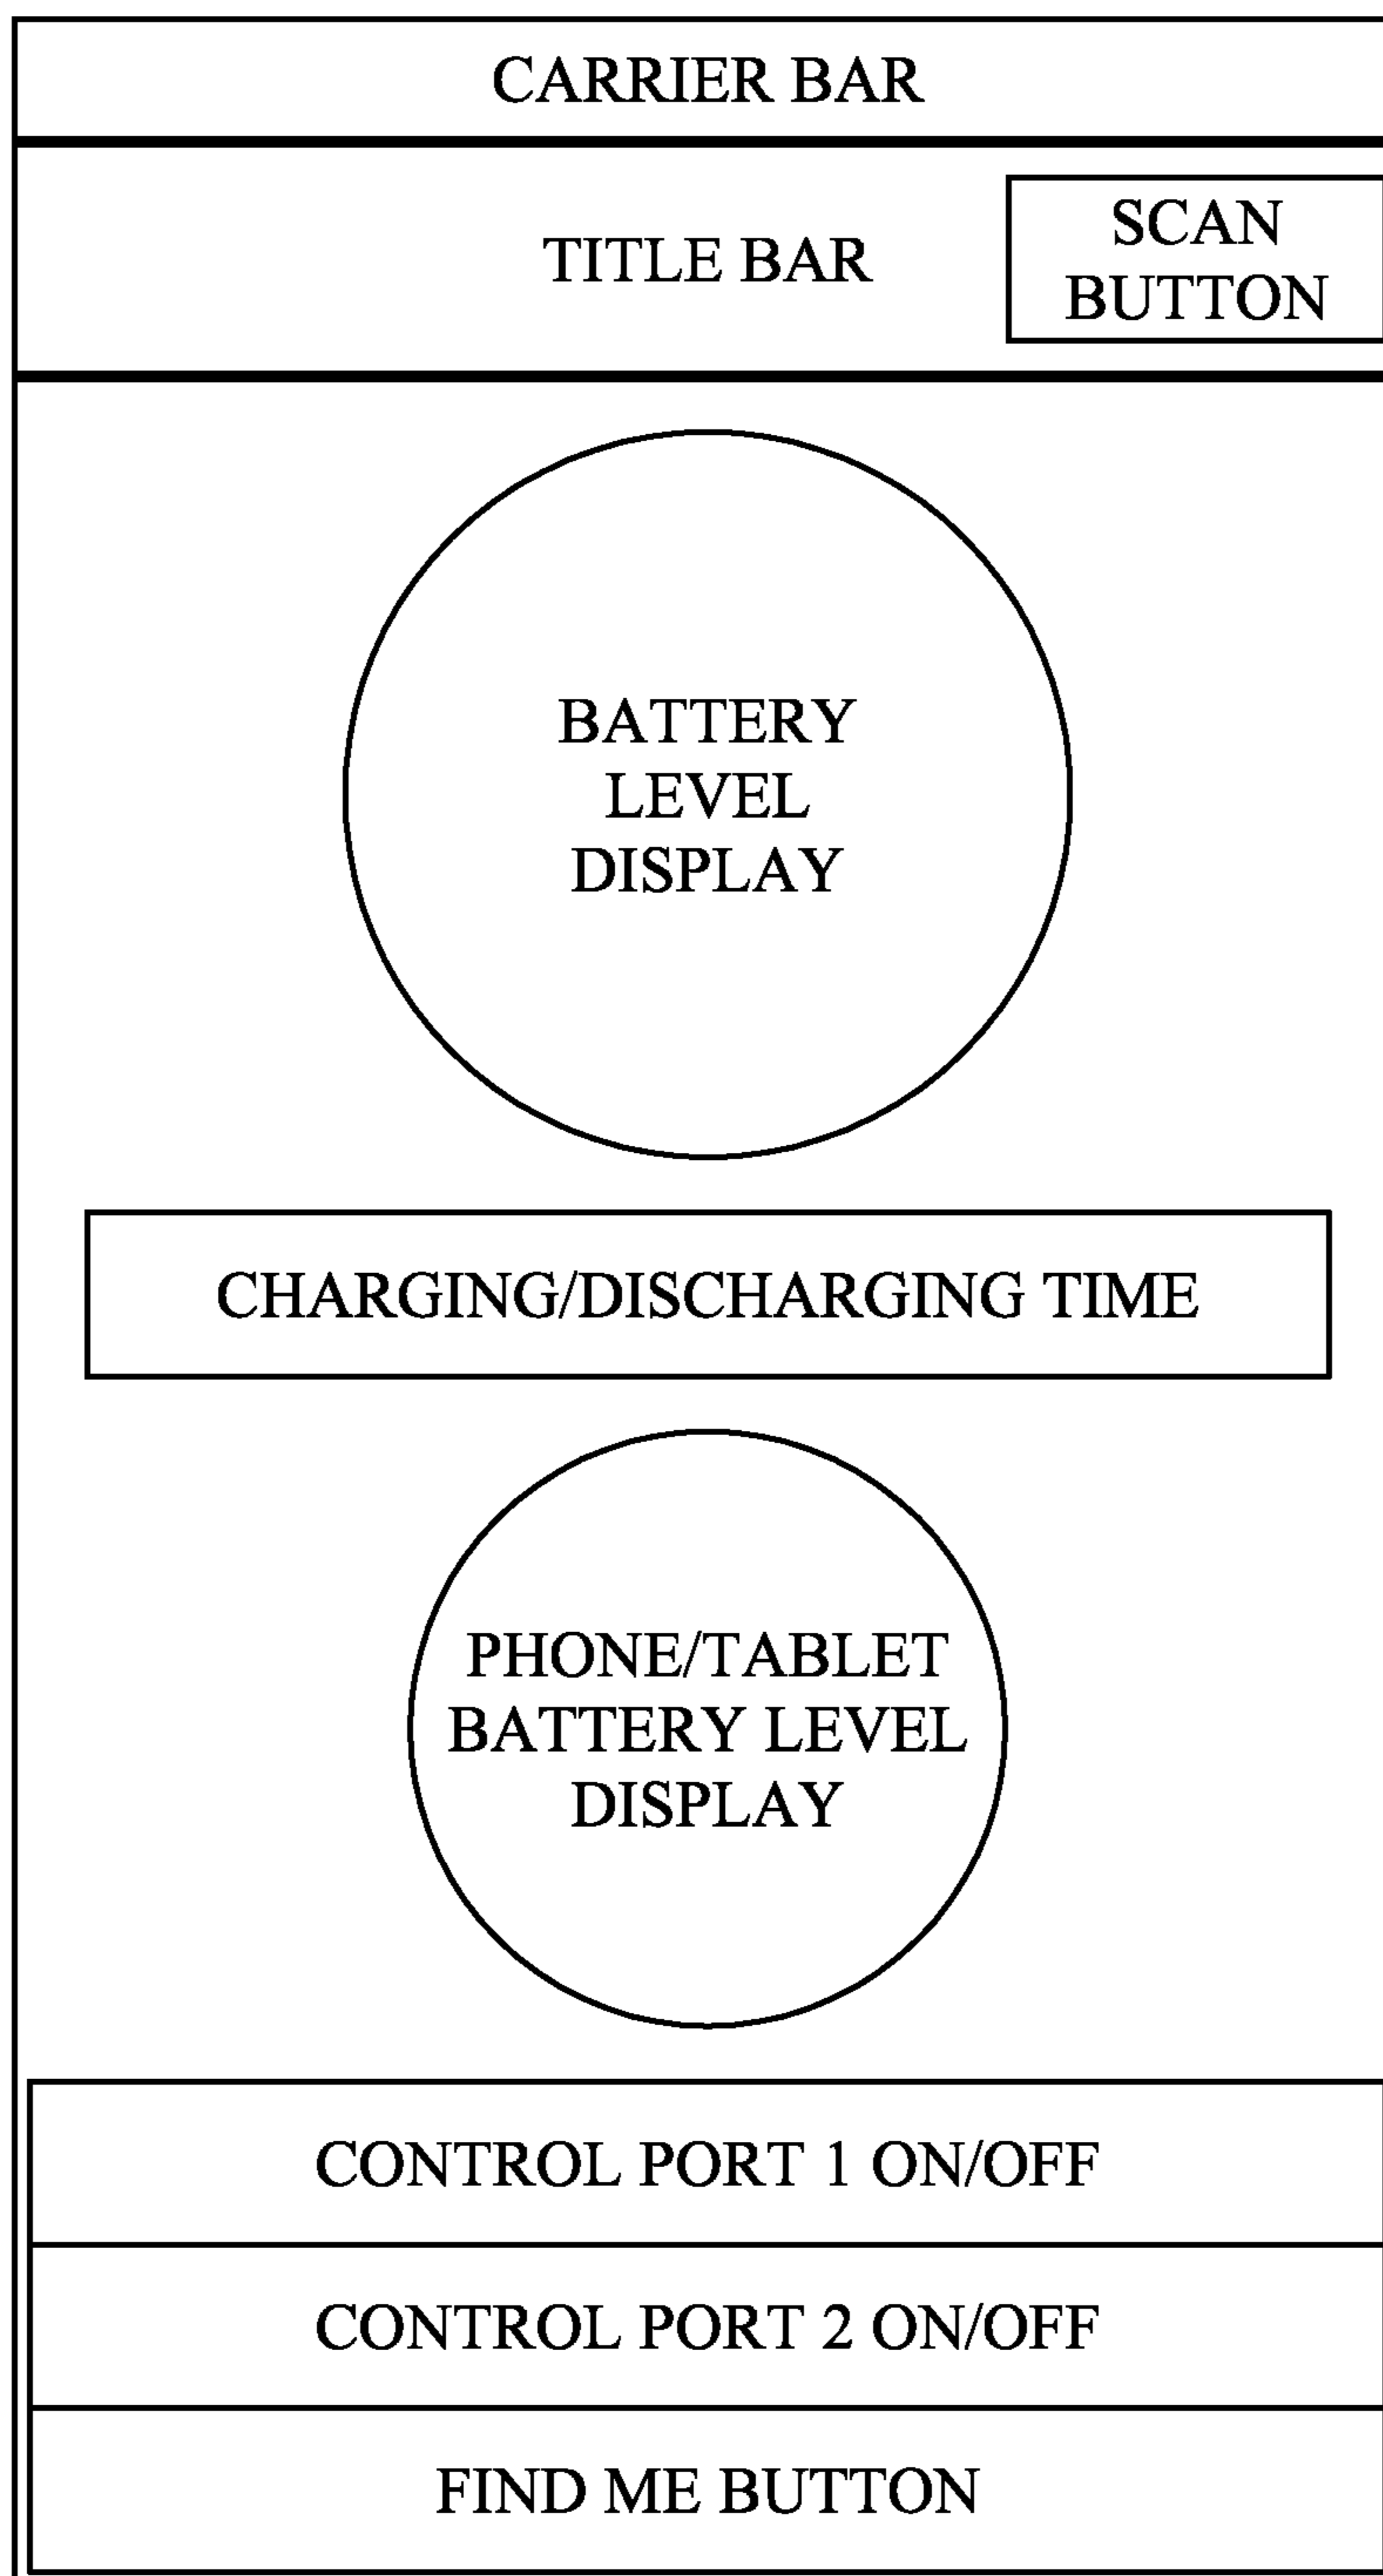 CARRIER BAR
TITLE BAR
SCAN
BUTTON
BATTERY
LEVEL
DISPLAY
CHARGING/DISCHARGING TIME
PHONE/TABLET
BATTERY LEVEL
DISPLAY
CONTROL PORT 1 ON/OFF
CONTROL PORT 2 ON/OFF
FIND ME BUTTON